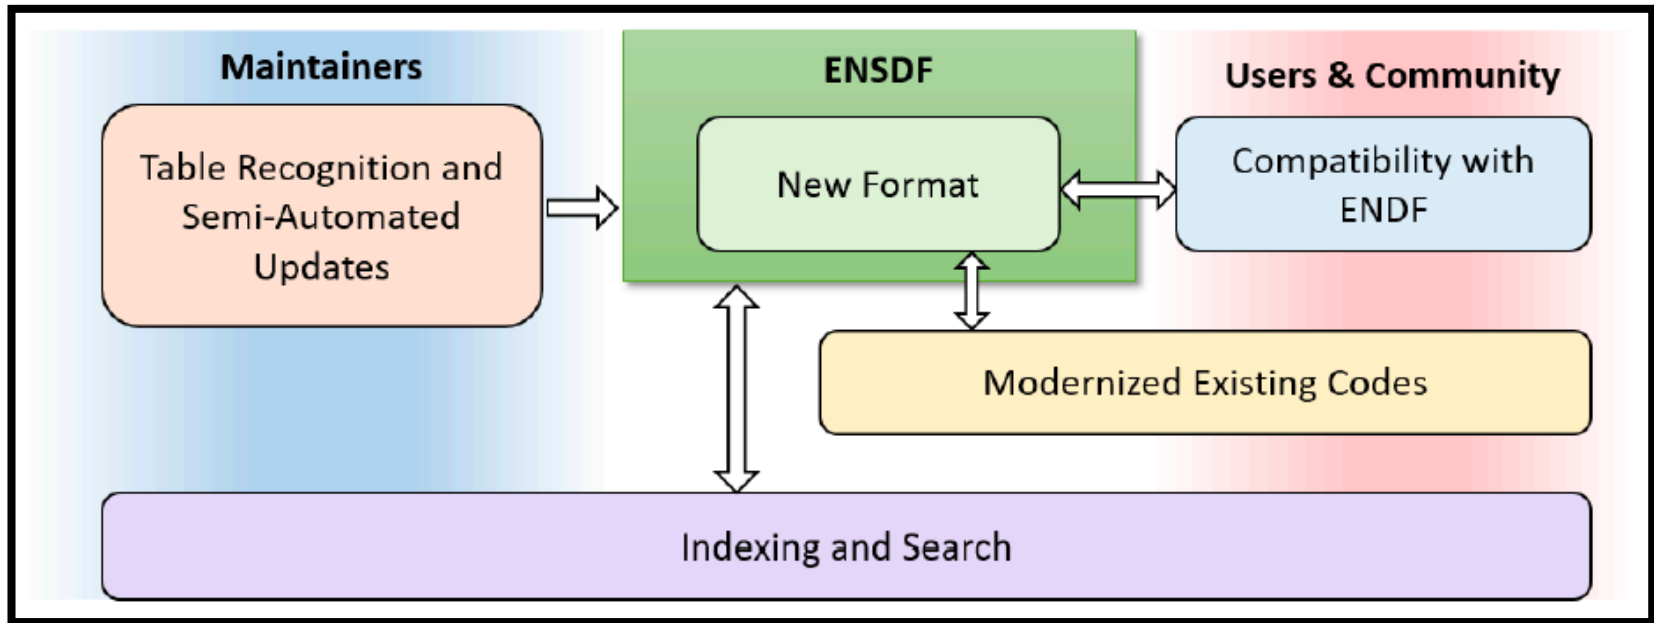 Maintainers
Table Recognition and
Semi-Automated
Updates
ENSDF
New Format
Users & Community
Compatibility with
ENDF
Modernized Existing Codes
Indexing and Search